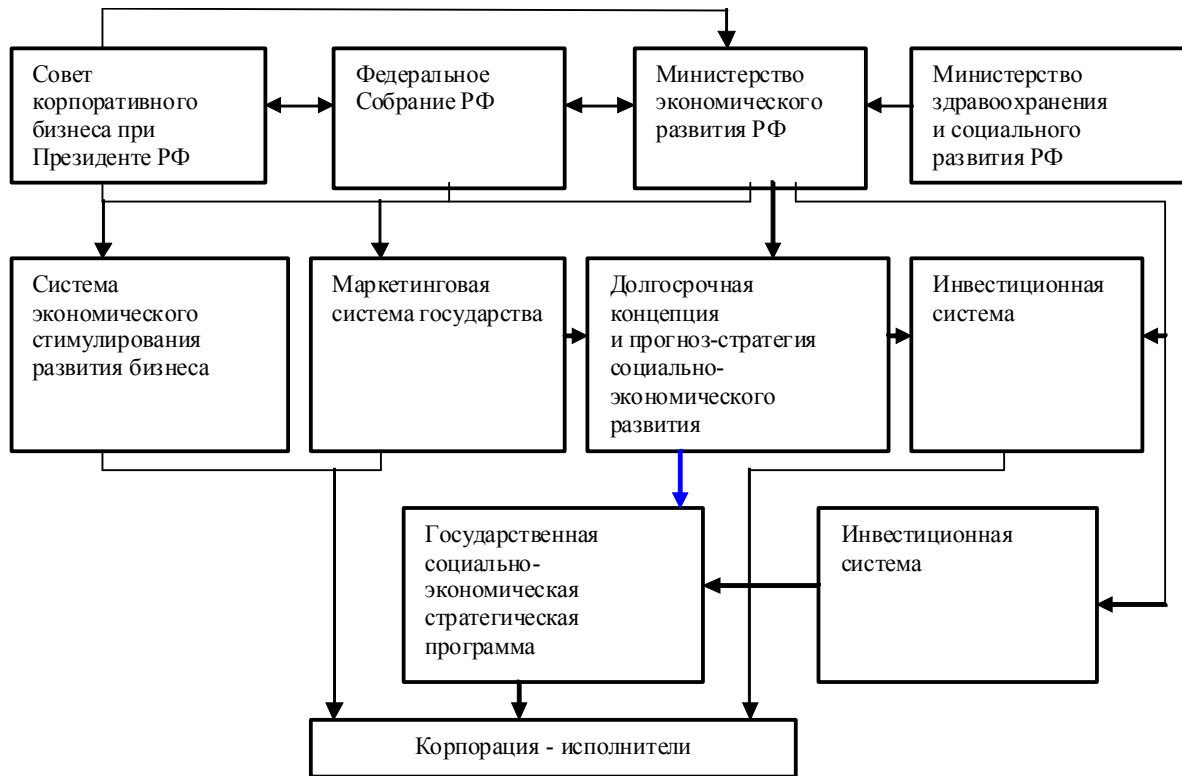 Совет
корпоративного
бизнеса при
Президенте РФ
Федеральное
Собрание РФ
Министерство
экономического
развития РФ
Министерство
здравоохранения
и социального
развития РФ
Система
экономического
стимулирования
развития бизнеса
Маркетинговая
система государства
Долгосрочная
концепция
и прогноз-стратегия
социально-
экономического
развития
Инвестиционная
система
Государственная
социально-
экономическая
стратегическая
программа
Инвестиционная
система
Корпорация - исполнители